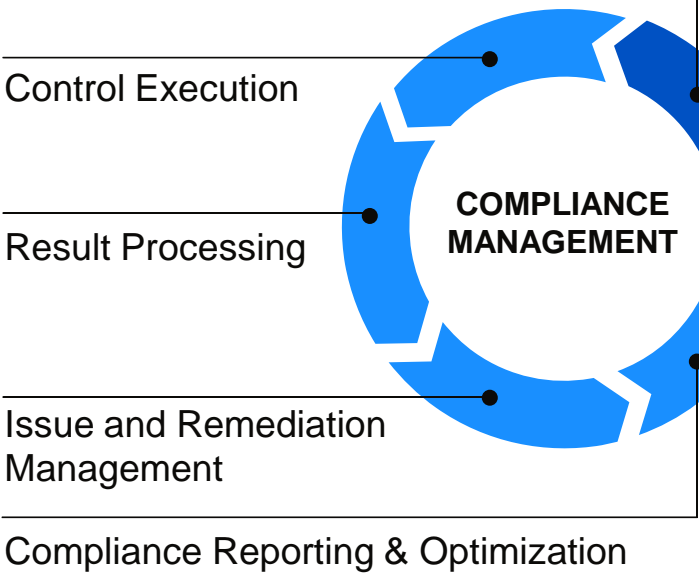 Control Execution
COMPLIANCE
MANAGEMENT
Result Processing
Issue and Remediation
Management
Compliance Reporting & Optimization